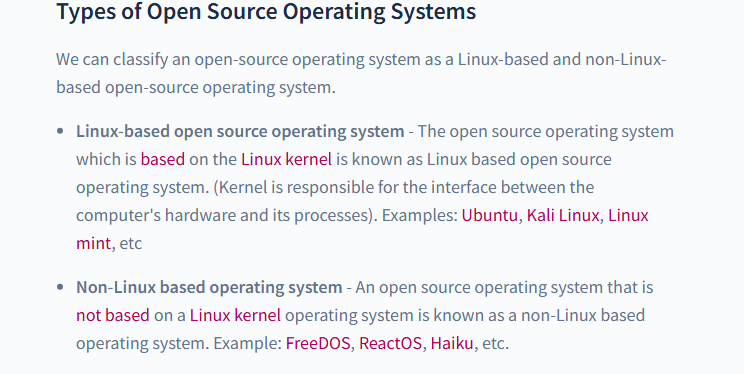 Types of Open Source Operating Systems
We can classify an open-source operating system as a Linux-based and non-Linux-
based open-source operating system.
• Linux-based open source operating system - The open source operating system
which is based on the Linux kernel is known as Linux based open source
operating system. (Kernel is responsible for the interface between the
computer's hardware and its processes). Examples: Ubuntu, Kali Linux, Linux
mint, etc
• Non-Linux based operating system - An open source operating system that is
not based on a Linux kernel operating system is known as a non-Linux based
operating system. Example: FreeDOS, ReactOS, Haiku, etc.